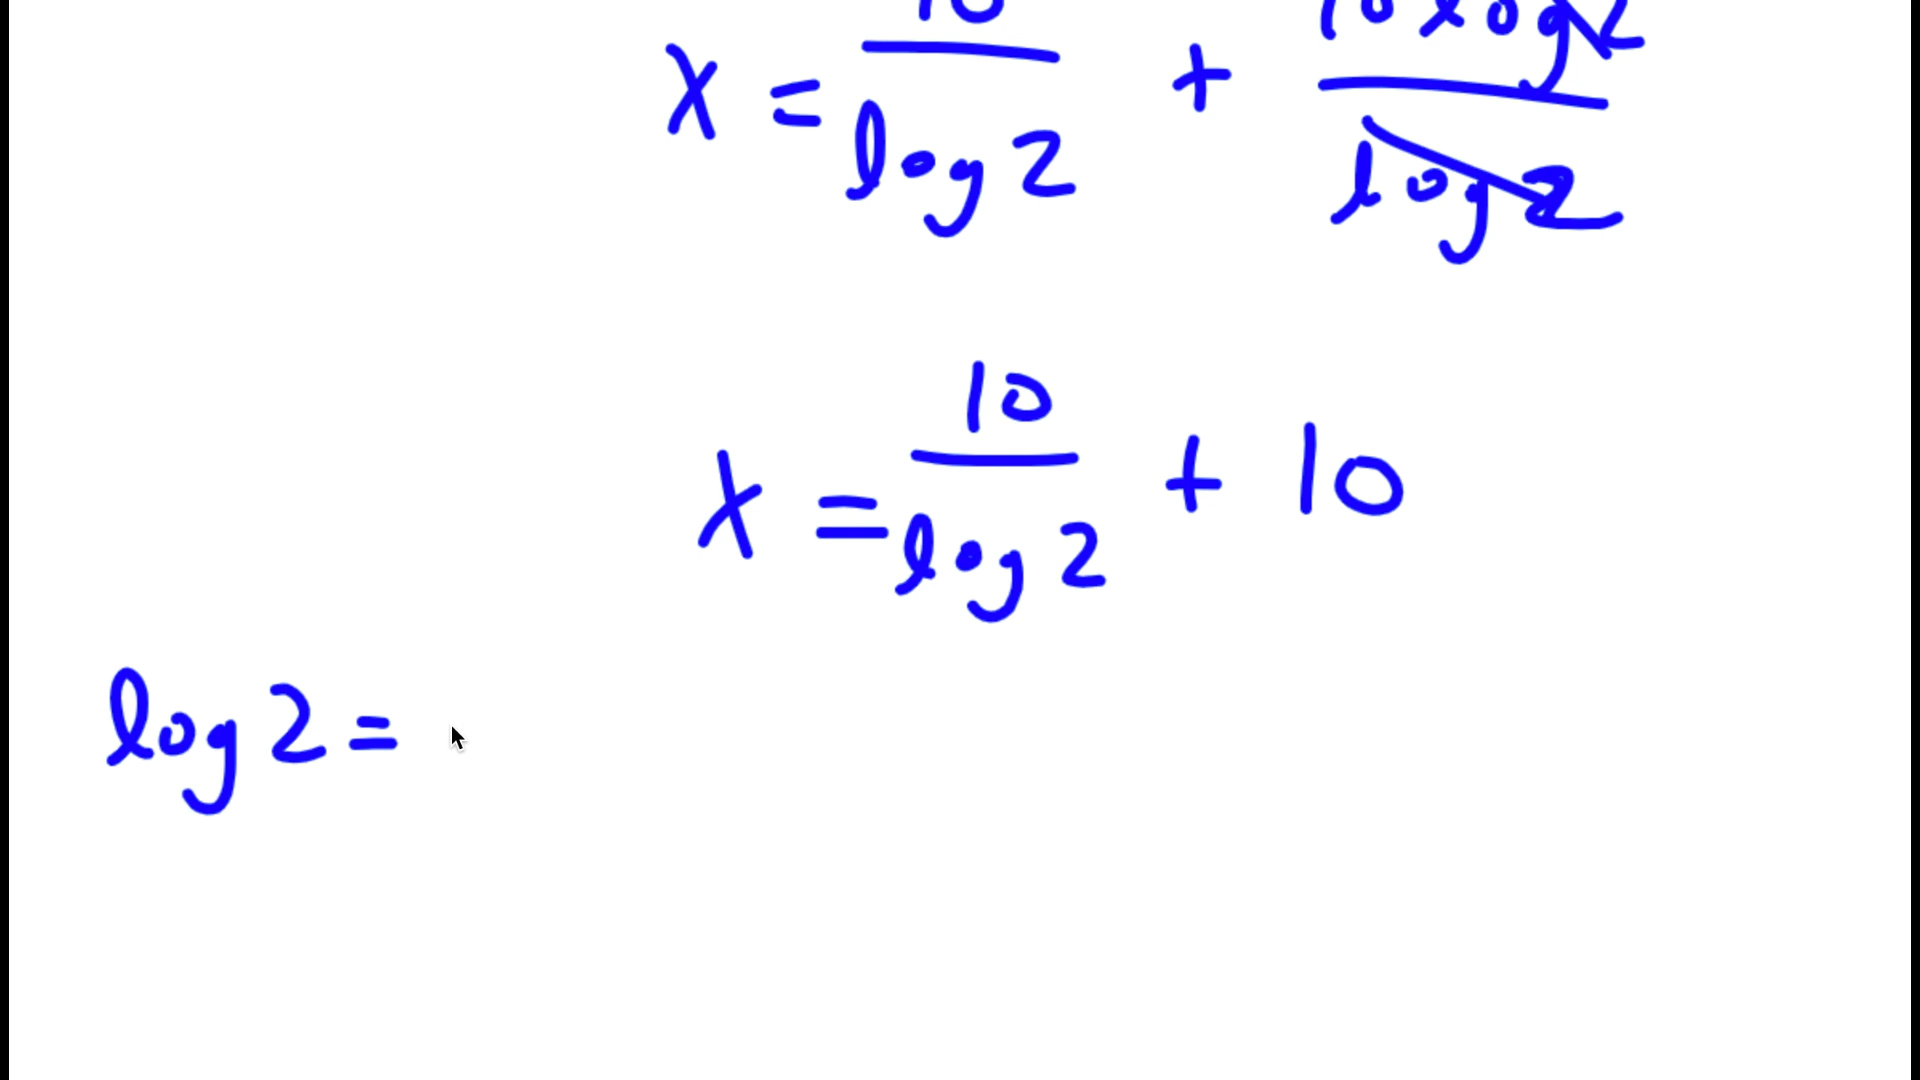 x = 10/log 2 + 10 log 2/log 2
x = 10/log 2 + 10
log 2 =